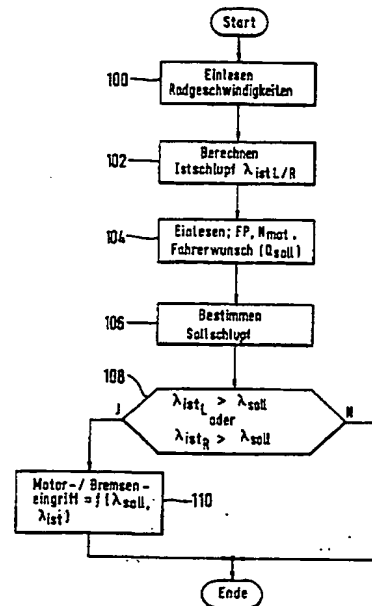 Start
100
Einlesen
Radgeschwindigkeiten
102
Berechnen
Istschlupf λistL/R
104
Einlesen; FP, Nmot.
Fahrerwunsch (Qsoll)
106
Bestimmen
Sollschlupf
108
J
λistL > λsoll
oder
λistR > λsoll
N
Motor-/ Bremsen-
eingriff = f (λsoll,
λist)
110
Ende